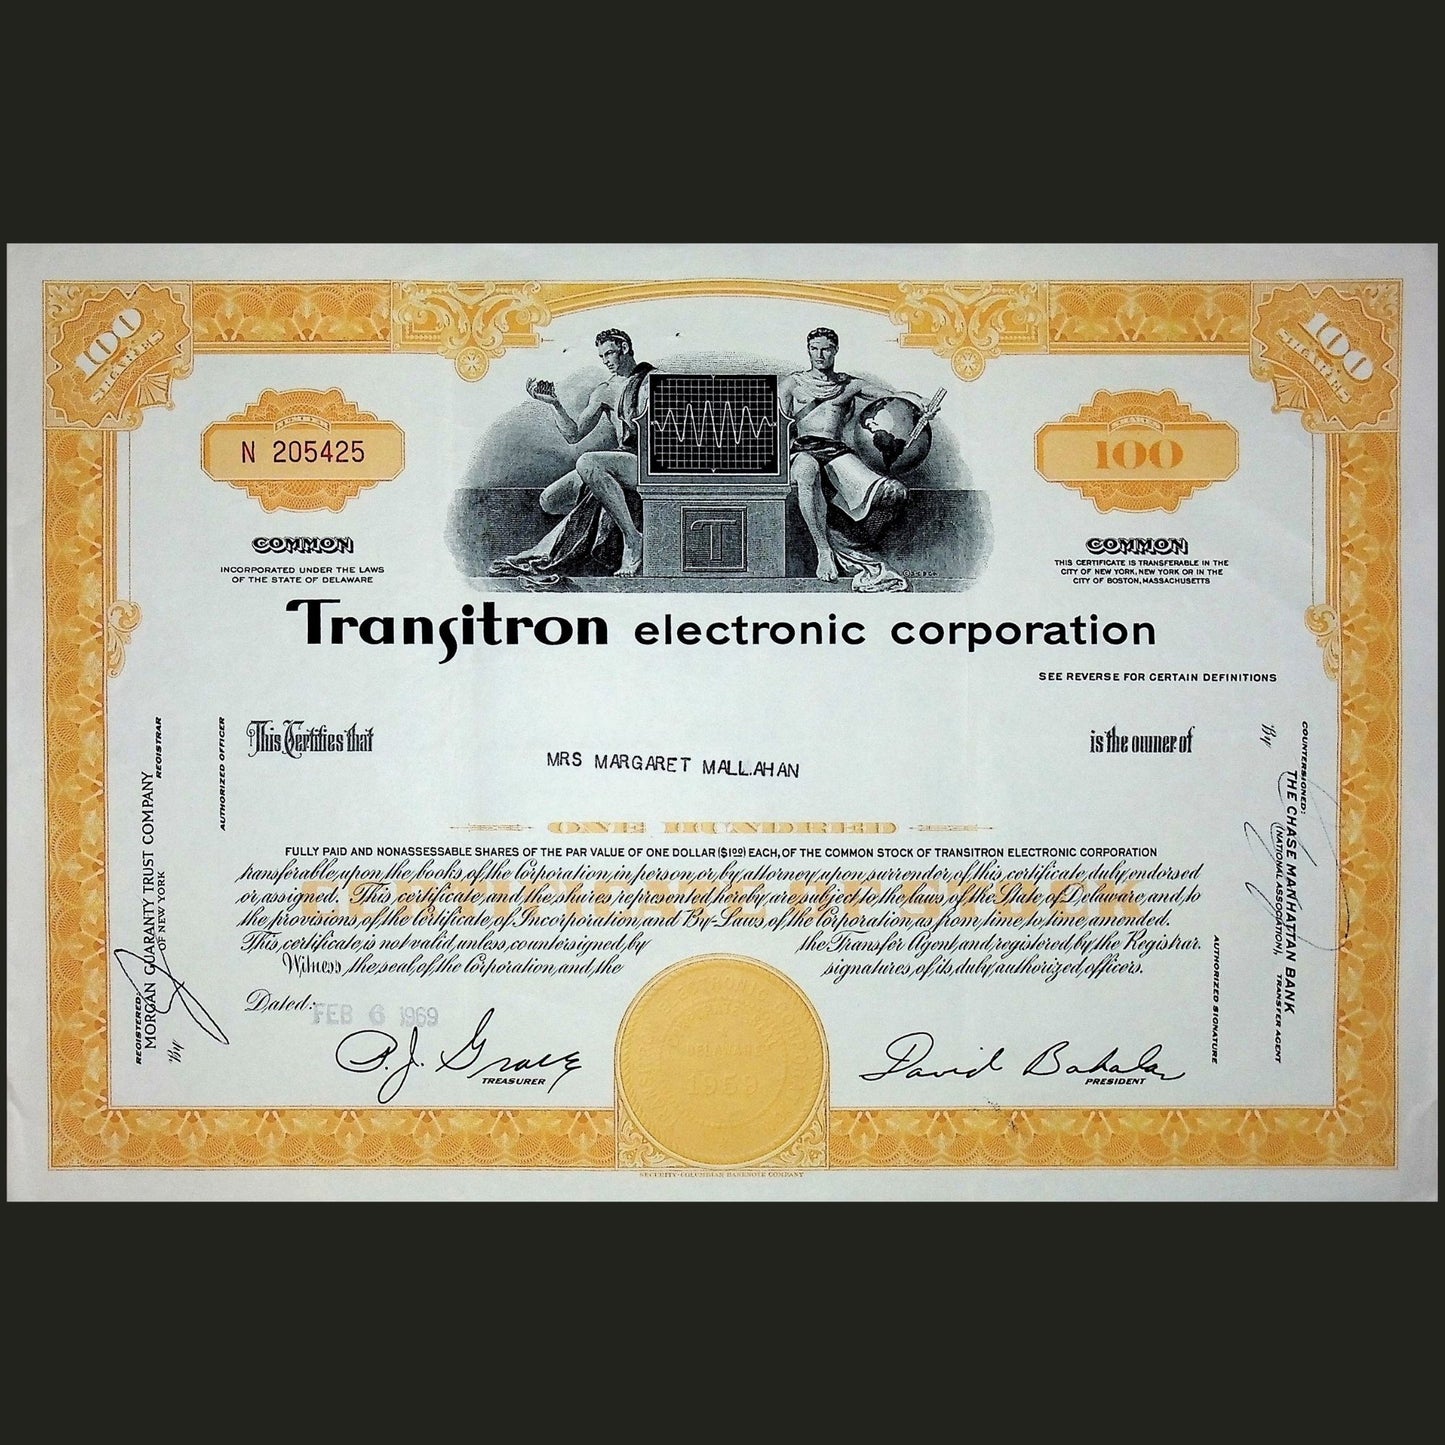 100
SHARES
100
SHARES
NUMBER
N 205425
SHARES
100
COMMON
INCORPORATED UNDER THE LAWS
OF THE STATE OF DELAWARE
COMMON
THIS CERTIFICATE IS TRANSFERABLE IN THE
CITY OF NEW YORK, NEW YORK OR IN THE
CITY OF BOSTON, MASSACHUSETTS
T
Transitron electronic corporation
SEE REVERSE FOR CERTAIN DEFINITIONS
This Certifies that
MRS MARGARET MALLAHAN
is the owner of
ONE HUNDRED
FULLY PAID AND NONASSESSABLE SHARES OF THE PAR VALUE OF ONE DOLLAR ($1.00) EACH, OF THE COMMON STOCK OF TRANSITRON ELECTRONIC CORPORATION
transferable upon the books of the Corporation in person or by attorney upon surrender of this certificate duly endorsed
or assigned. This certificate and the shares represented hereby are subject to the laws of the State of Delaware, and to
the provisions of the Certificate of Incorporation and By-Laws of the Corporation as from time to time amended.
This certificate is not valid unless countersigned by the Transfer Agent and registered by the Registrar.
Witness the seal of the Corporation and the signatures of its duly authorized officers.
Dated:
FEB 6 1969
TREASURER
David Bakalar
PRESIDENT
REGISTERED:
MORGAN GUARANTY TRUST COMPANY
OF NEW YORK
REGISTRAR
By
AUTHORIZED OFFICER
COUNTERSIGNED:
THE CHASE MANHATTAN BANK
(NATIONAL ASSOCIATION),
TRANSFER AGENT
By
AUTHORIZED SIGNATURE
SECURITY-COLUMBIAN BANKNOTE COMPANY